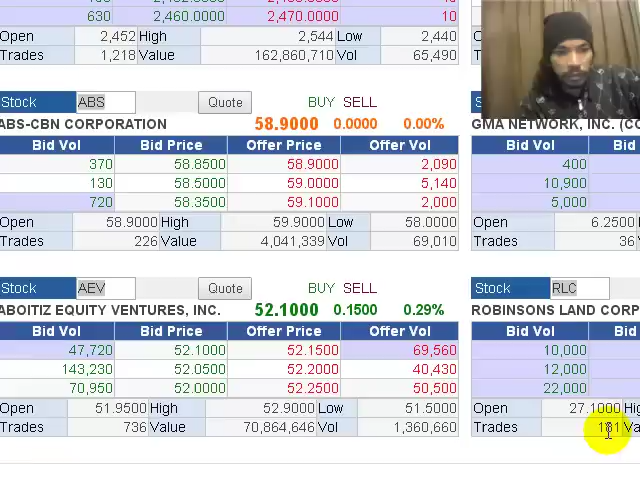 630 2,460.0000 2,470.0000 10
Open 2,452 High 2,544 Low 2,440
Trades 1,218 Value 162,860,710 Vol 65,490
Stock ABS Quote BUY SELL
ABS-CBN CORPORATION 58.9000 0.0000 0.00%
Bid Vol Bid Price Offer Price Offer Vol
370 58.8500 58.9000 2,090
130 58.5000 59.0000 5,140
720 58.3500 59.1000 2,000
Open 58.9000 High 59.9000 Low 58.0000
Trades 226 Value 4,041,339 Vol 69,010
GMA NETWORK, INC. (CO
Bid Vol
400
10,900
5,000
Open 6.2500
Trades 36
Stock AEV Quote BUY SELL
ABOITIZ EQUITY VENTURES, INC. 52.1000 0.1500 0.29%
Bid Vol Bid Price Offer Price Offer Vol
47,720 52.1000 52.1500 69,560
143,230 52.0500 52.2000 40,430
70,950 52.0000 52.2500 50,500
Open 51.9500 High 52.9000 Low 51.5000
Trades 736 Value 70,864,646 Vol 1,360,660
Stock RLC
ROBINSONS LAND CORP
Bid Vol
10,000
12,000
22,000
Open 27.1000
Trades